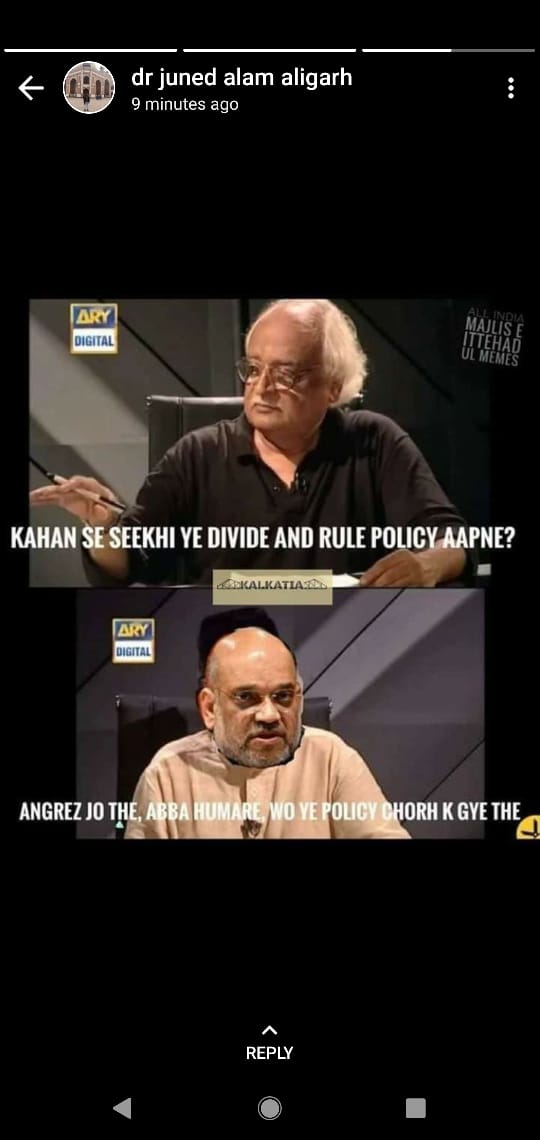 dr juned alam aligarh
9 minutes ago
ARY
DIGITAL
ALL INDIA
MAJLIS E
ITTEHAD
UL MEMES
KAHAN SE SEEKHI YE DIVIDE AND RULE POLICY AAPNE?
KALKATIA
ARY
DIGITAL
ANGREZ JO THE, ABBA HUMARE, WO YE POLICY CHORH K GYE THE
REPLY